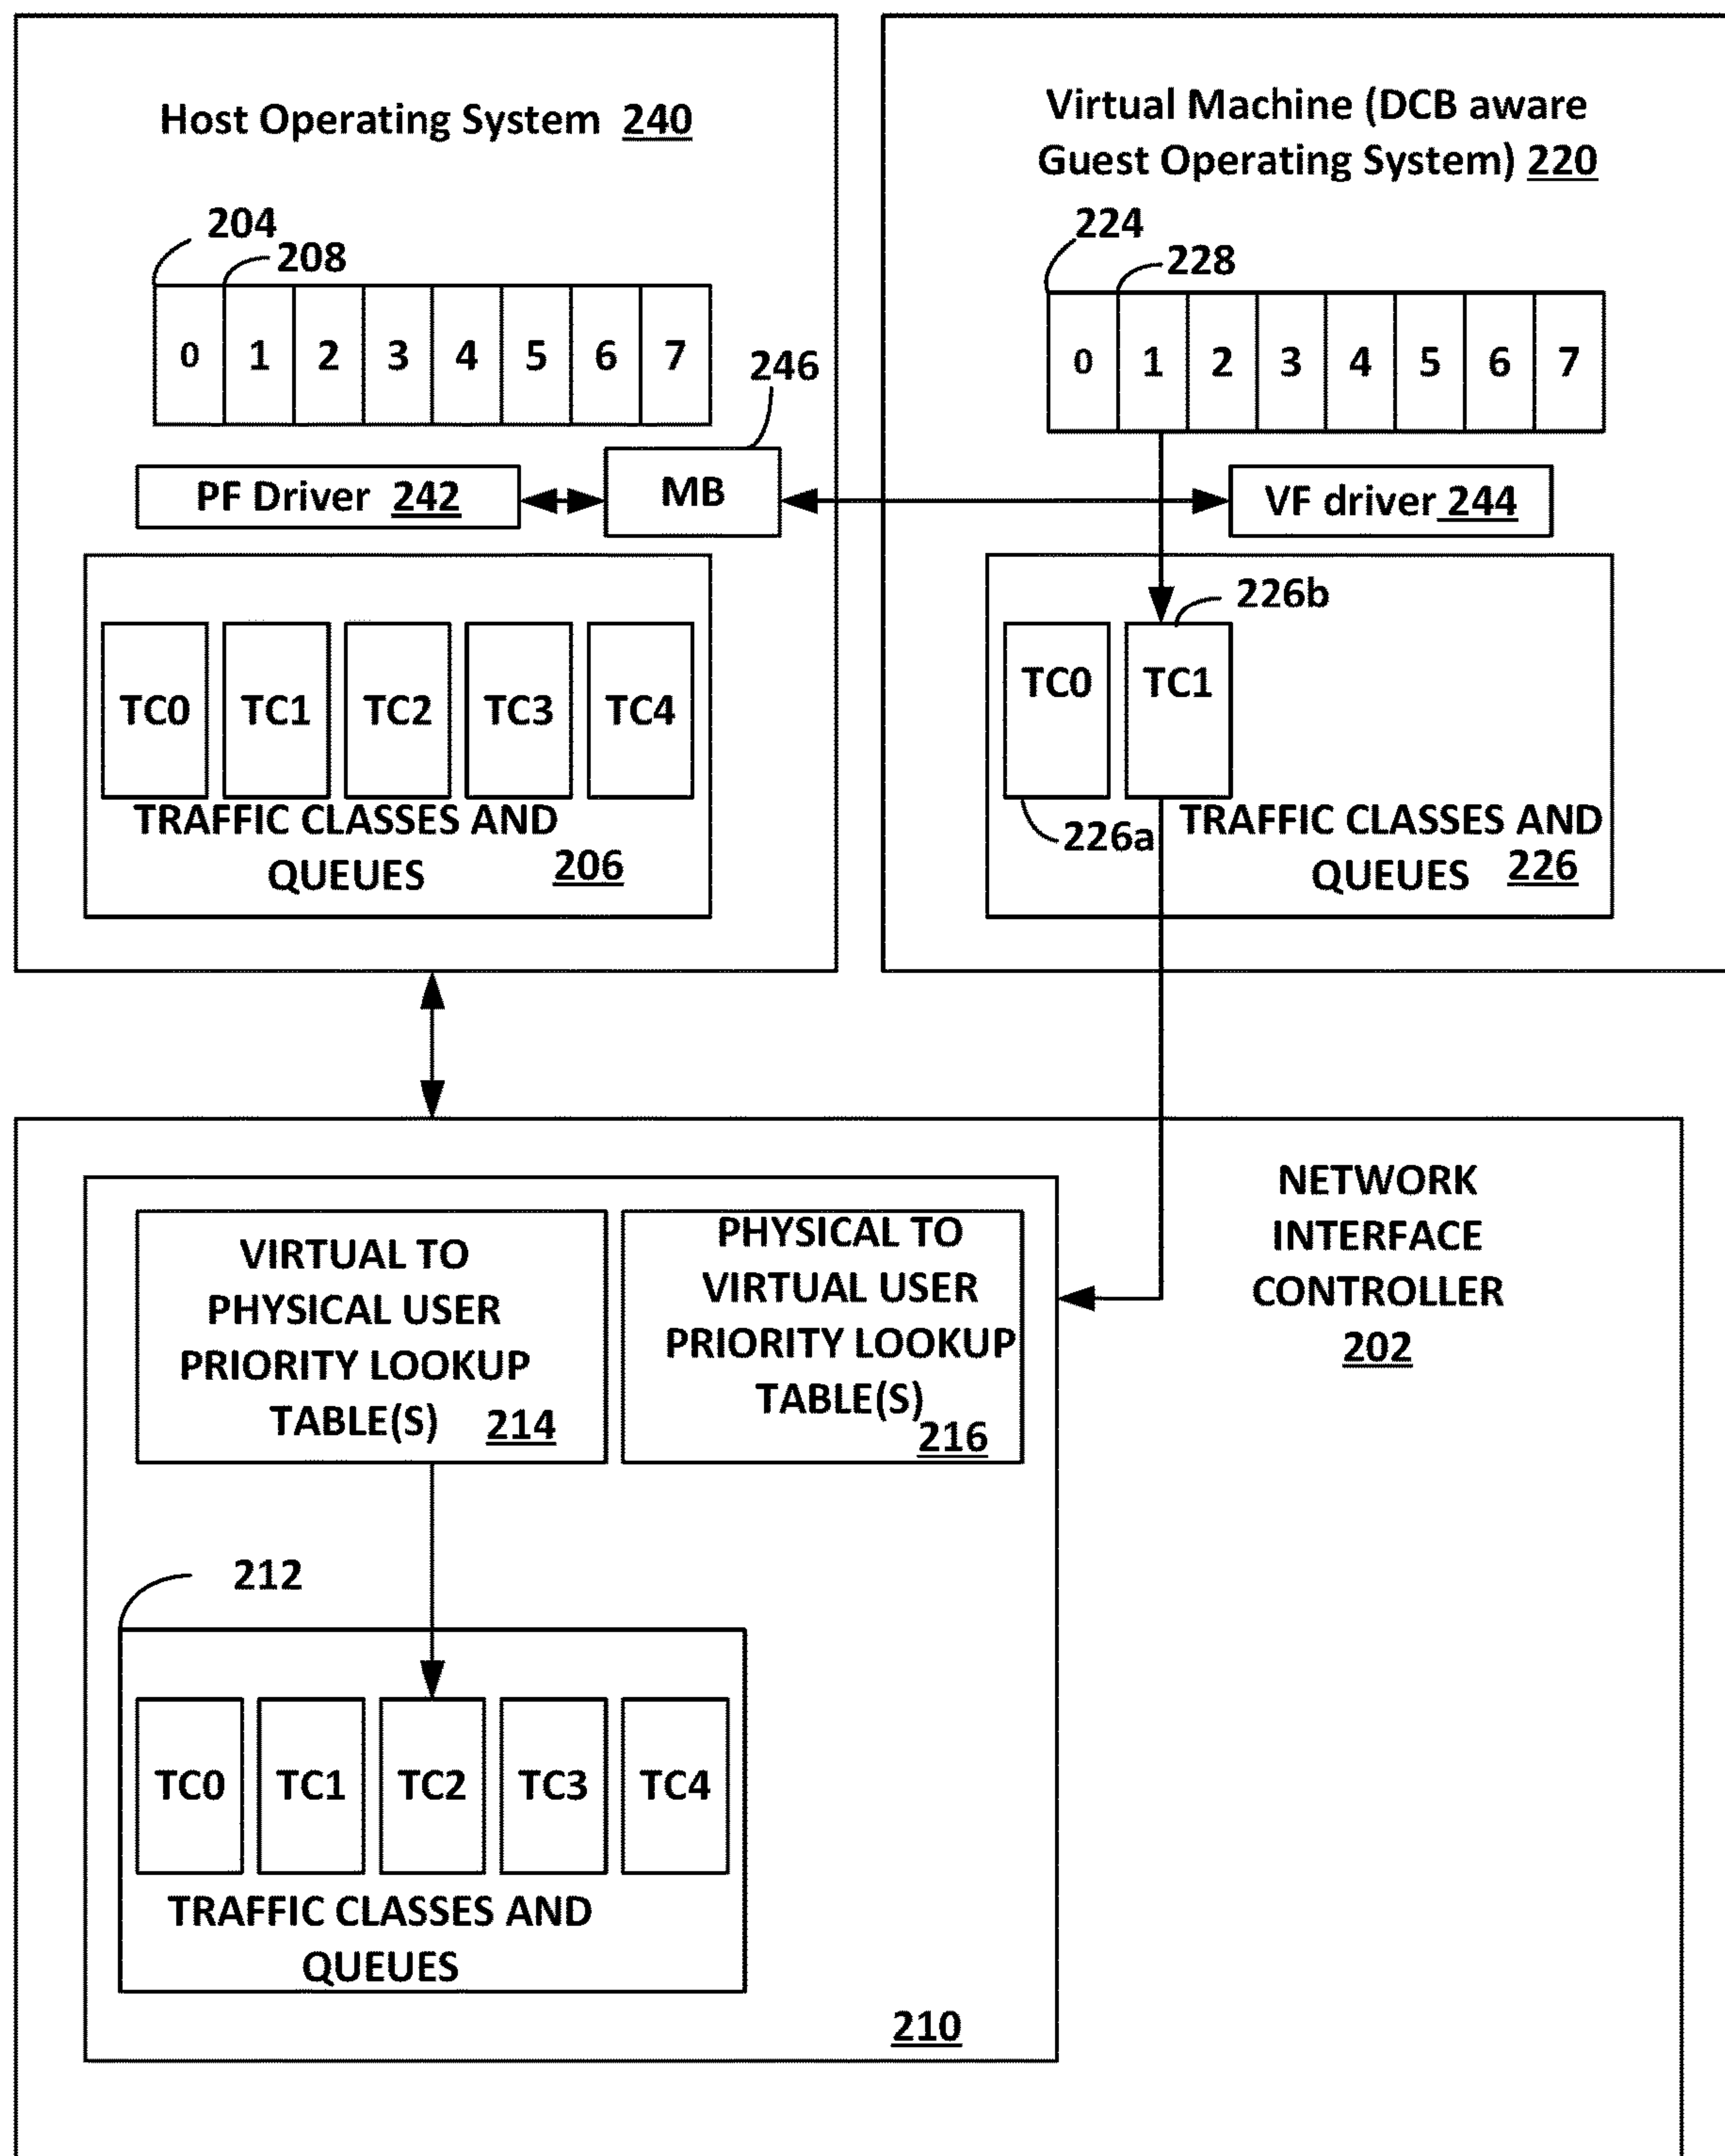 Host Operating System 240
204
208
0 1 2 3 4 5 6 7
246
PF Driver 242
MB
TC0 TC1 TC2 TC3 TC4
TRAFFIC CLASSES AND
QUEUES 206
Virtual Machine (DCB aware
Guest Operating System) 220
224
228
0 1 2 3 4 5 6 7
VF driver 244
226b
TC0 TC1
226a
TRAFFIC CLASSES AND
QUEUES 226
NETWORK
INTERFACE
CONTROLLER
202
VIRTUAL TO
PHYSICAL USER
PRIORITY LOOKUP
TABLE(S) 214
PHYSICAL TO
VIRTUAL USER
PRIORITY LOOKUP
TABLE(S)
216
212
TC0 TC1 TC2 TC3 TC4
TRAFFIC CLASSES AND
QUEUES
210